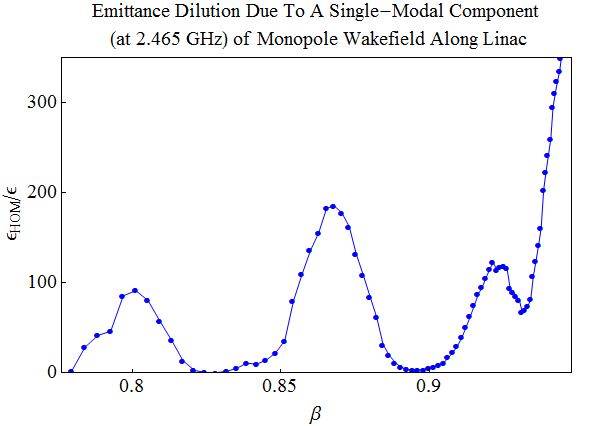 Emittance Dilution Due To A Single−Modal Component
(at 2.465 GHz) of Monopole Wakefield Along Linac
300
200
100
0
ϵHOM/ϵ
0.8 0.85 0.9
β